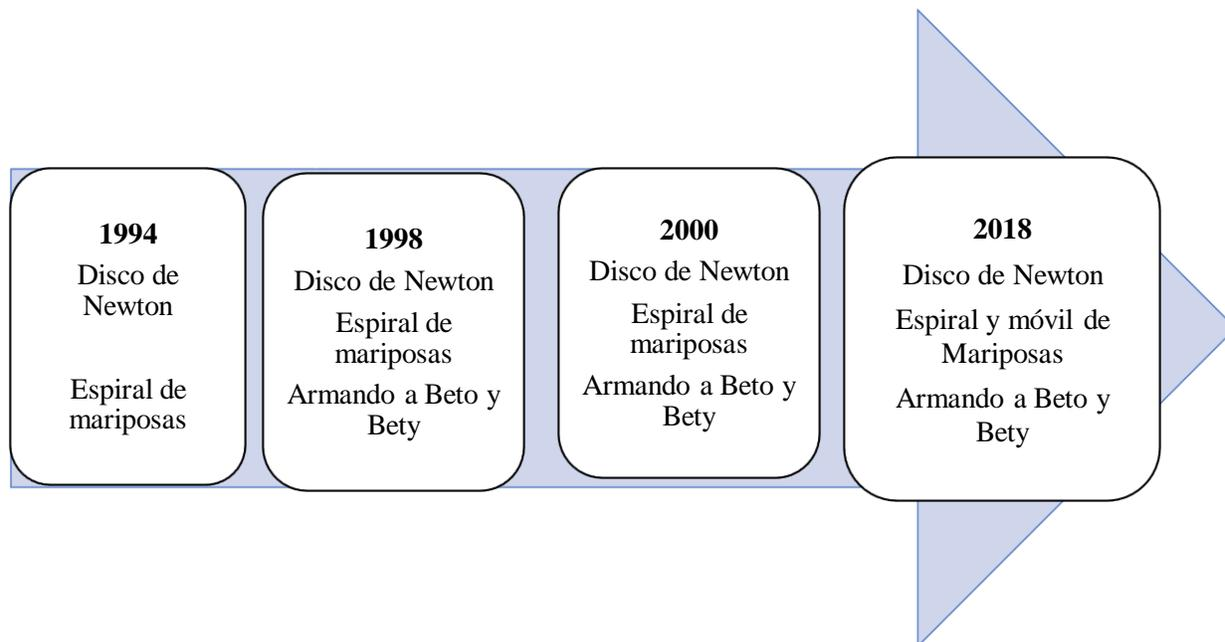 1994
Disco de
Newton
Espiral de
mariposas
1998
Disco de Newton
Espiral de
mariposas
Armando a Beto y
Bety
2000
Disco de Newton
Espiral de
mariposas
Armando a Beto y
Bety
2018
Disco de Newton
Espiral y móvil de
Mariposas
Armando a Beto y
Bety